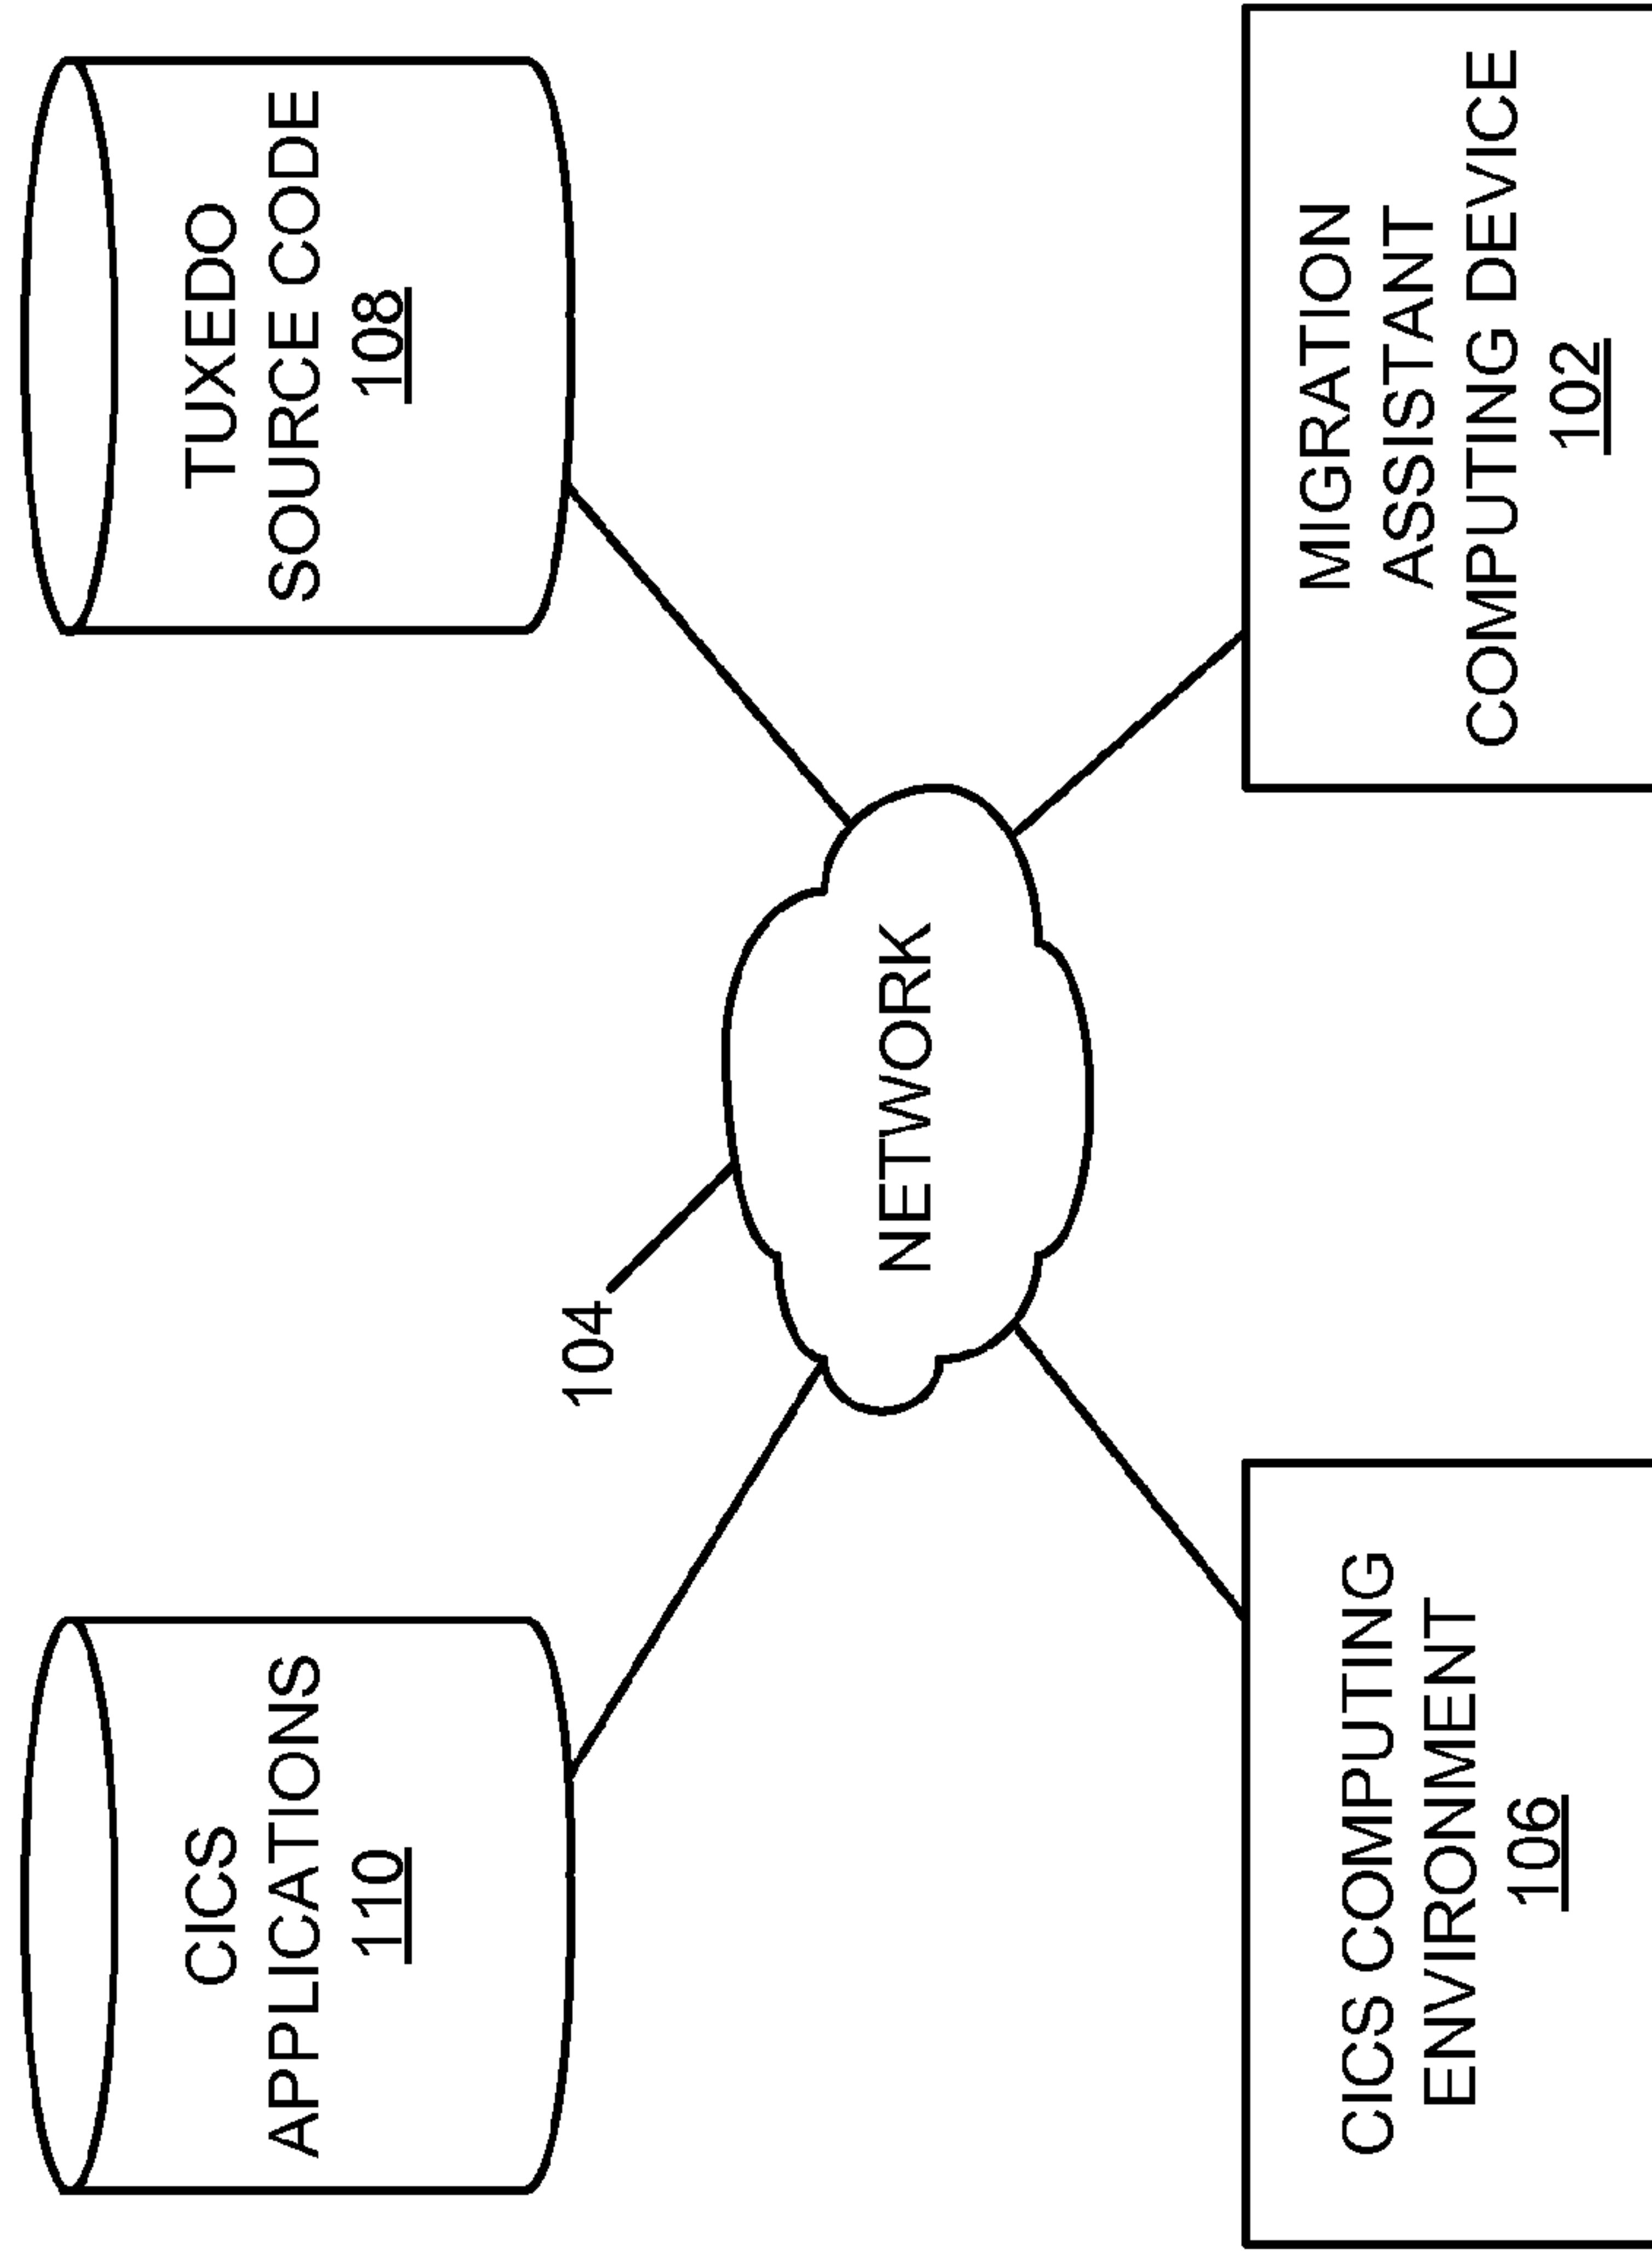 CICS
APPLICATIONS
110
TUXEDO
SOURCE CODE
108
104
NETWORK
CICS COMPUTING
ENVIRONMENT
106
MIGRATION
ASSISTANT
COMPUTING DEVICE
102